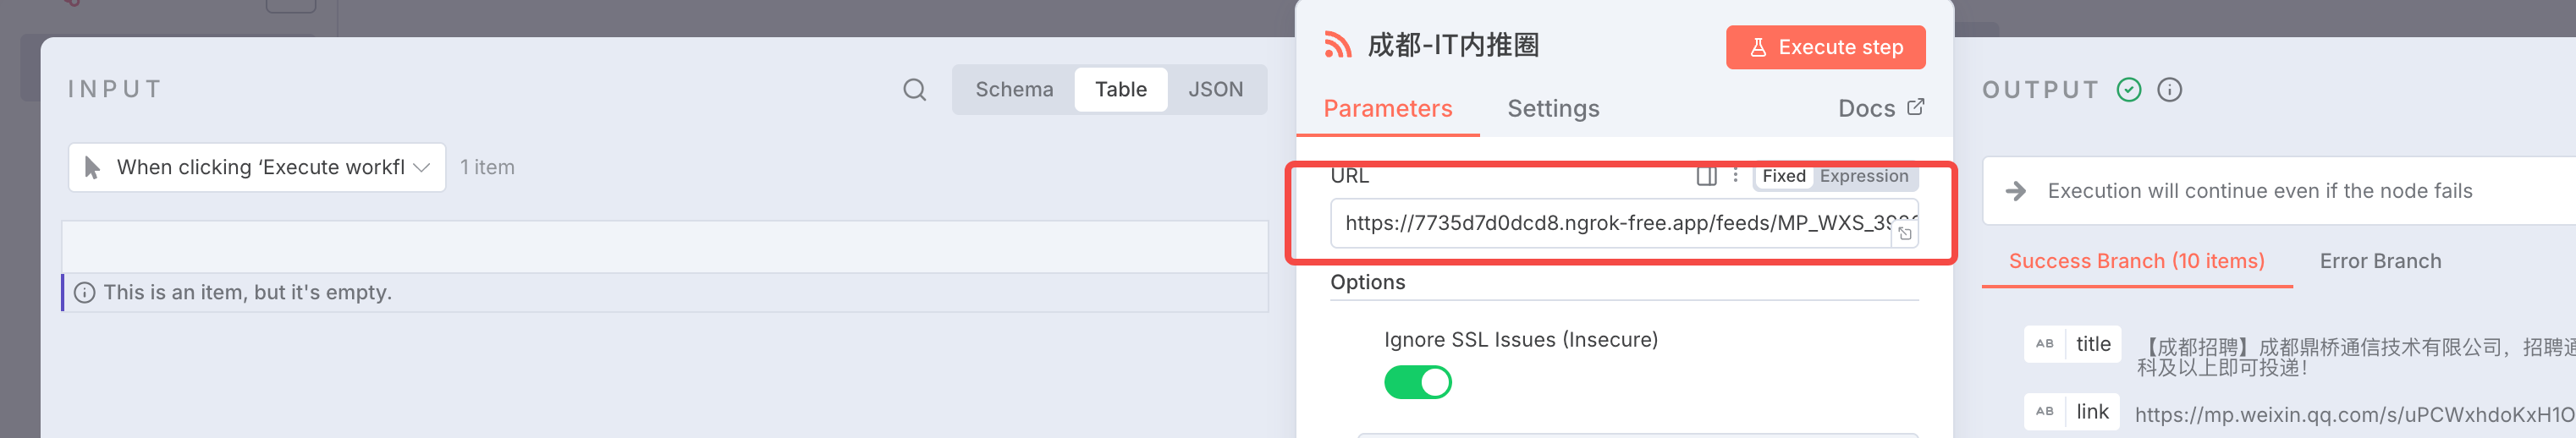 INPUT
Schema
Table
JSON
When clicking ‘Execute workfl
1 item
This is an item, but it's empty.
成都-IT内推圈
Execute step
Parameters
Settings
Docs
URL
Fixed
Expression
https://7735d7d0dcd8.ngrok-free.app/feeds/MP_WXS_39
Options
Ignore SSL Issues (Insecure)
OUTPUT
Execution will continue even if the node fails
Success Branch (10 items)
Error Branch
AB title
【成都招聘】成都鼎桥通信技术有限公司，招聘通
科及以上即可投递！
AB link
https://mp.weixin.qq.com/s/uPCWxhdoKxH1O